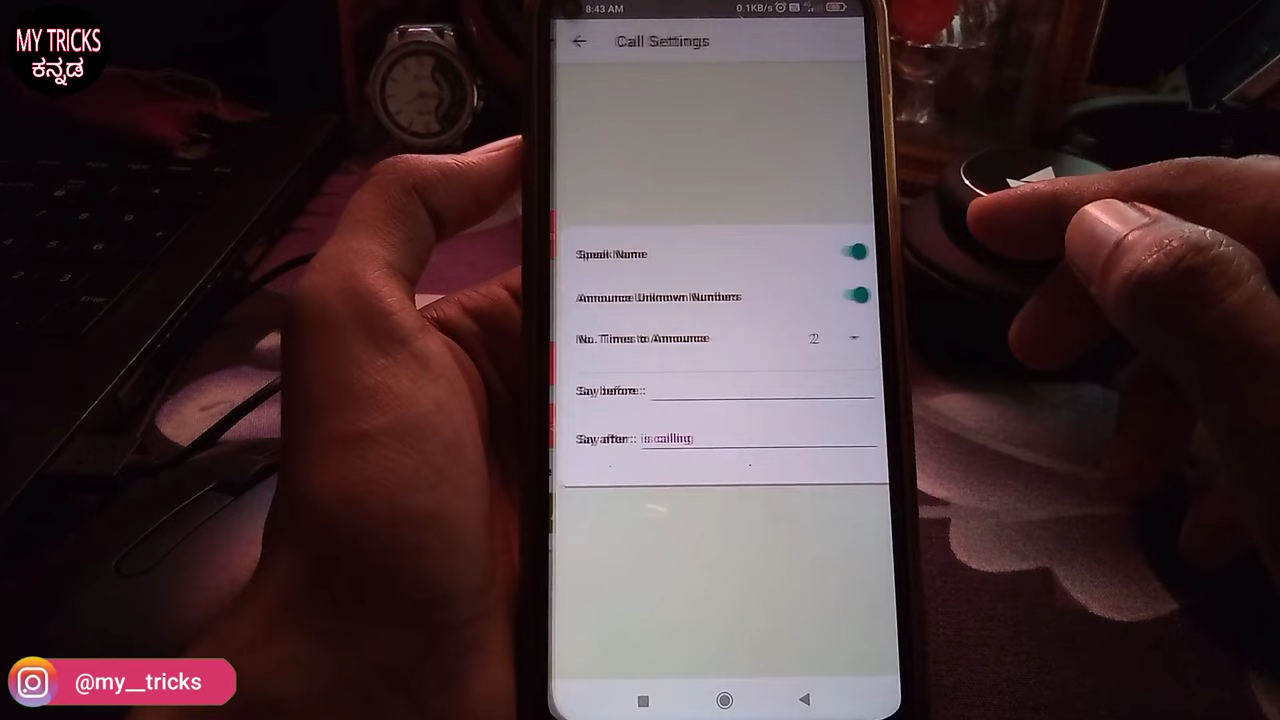 MY TRICKS
ಕನ್ನಡ
8:43 AM
0.1KB/s
Call Settings
Speak Name
Announce Unknown Numbers
No. Times to Announce 2
Say before:
Say after: is calling
@my__tricks